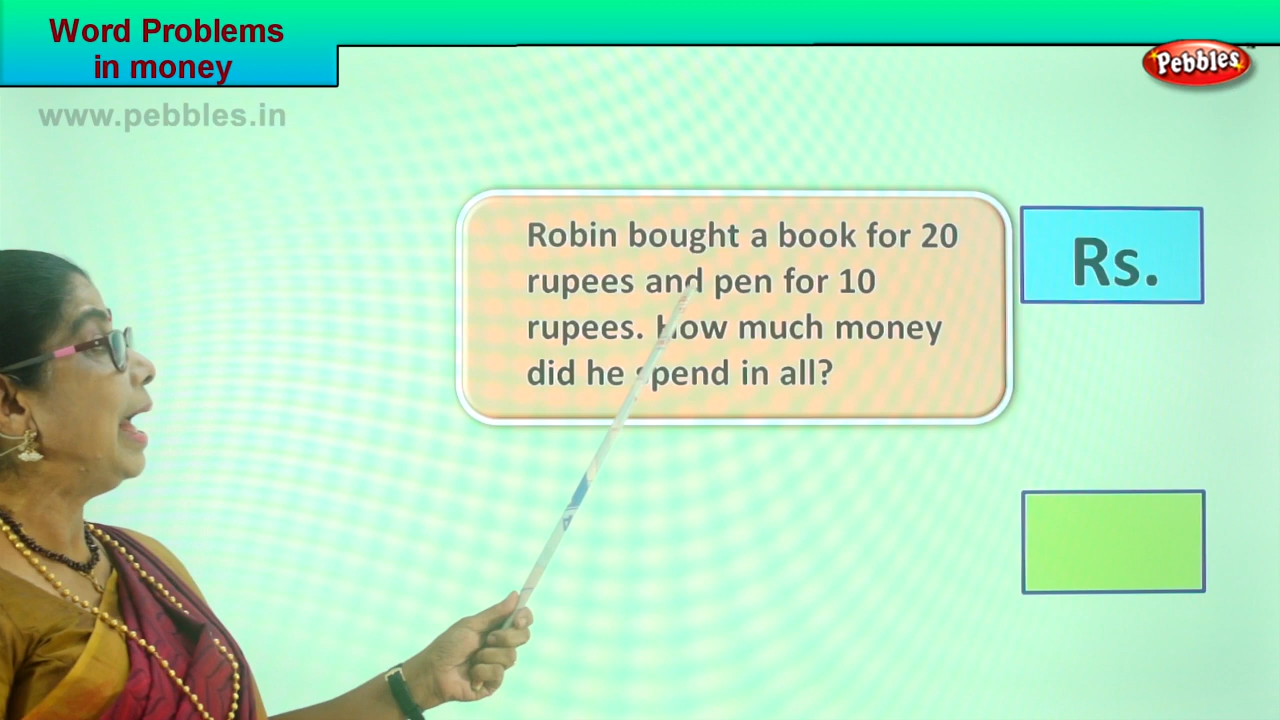 Word Problems
in money
www.pebbles.in
Pebbles
Robin bought a book for 20
rupees and pen for 10
rupees. How much money
did he spend in all?
Rs.